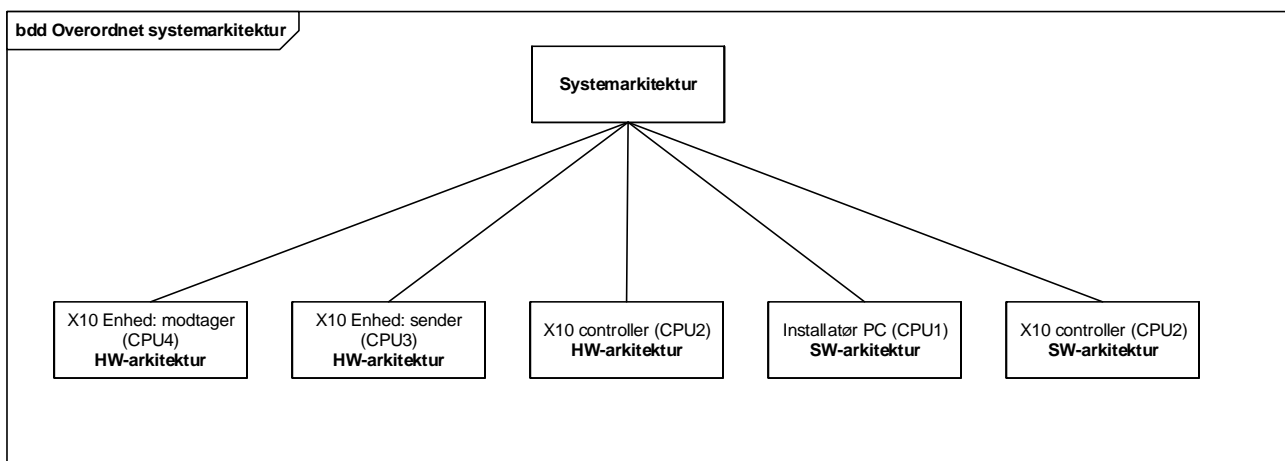 bdd Overordnet systemarkitektur
Systemarkitektur
X10 Enhed: modtager
(CPU4)
HW-arkitektur
X10 Enhed: sender
(CPU3)
HW-arkitektur
X10 controller (CPU2)
HW-arkitektur
Installatør PC (CPU1)
SW-arkitektur
X10 controller (CPU2)
SW-arkitektur